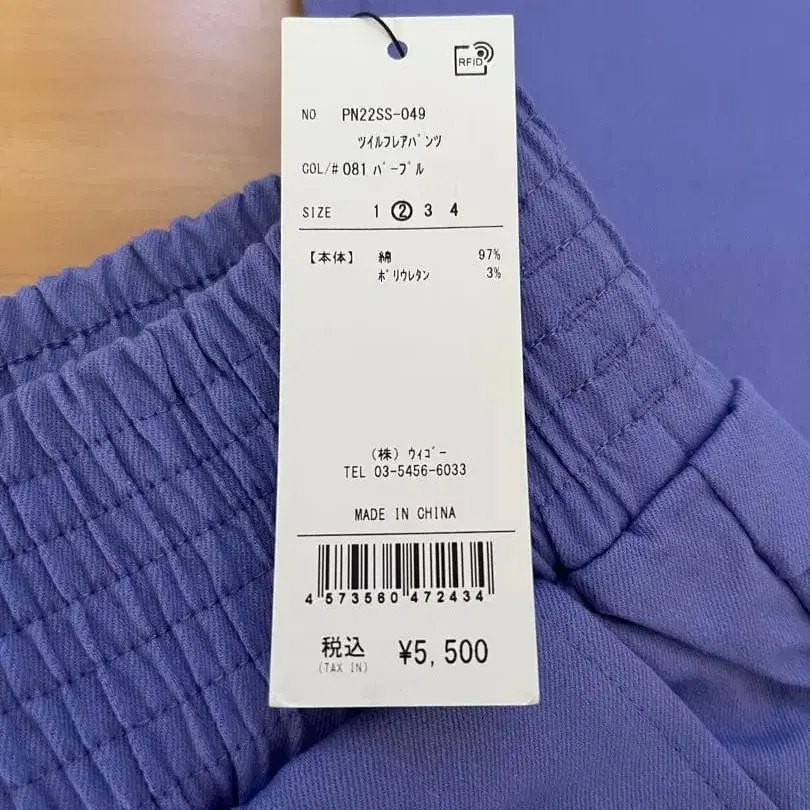 RFID
NO PN22SS-049
ﾂｲﾙﾌﾚｱﾊﾟﾝﾂ
COL/# 081 ﾊﾟｰﾌﾟﾙ
SIZE 1 ② 3 4
【本体】 綿 97%
ﾎﾟﾘｳﾚﾀﾝ 3%
(株) ｳｨｺﾞｰ
TEL 03-5456-6033
MADE IN CHINA
4 573560 472434
税込 ¥5,500
(TAX IN)